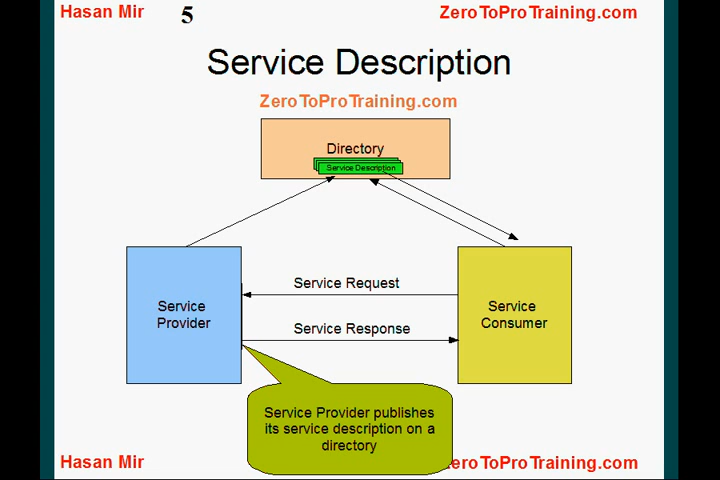 Hasan Mir
5
ZeroToProTraining.com
Service Description
ZeroToProTraining.com
Directory
Service Description
Service Request
Service
Provider
Service
Consumer
Service Response
Service Provider publishes
its service description on a
directory
Hasan Mir
eroToProTraining.com